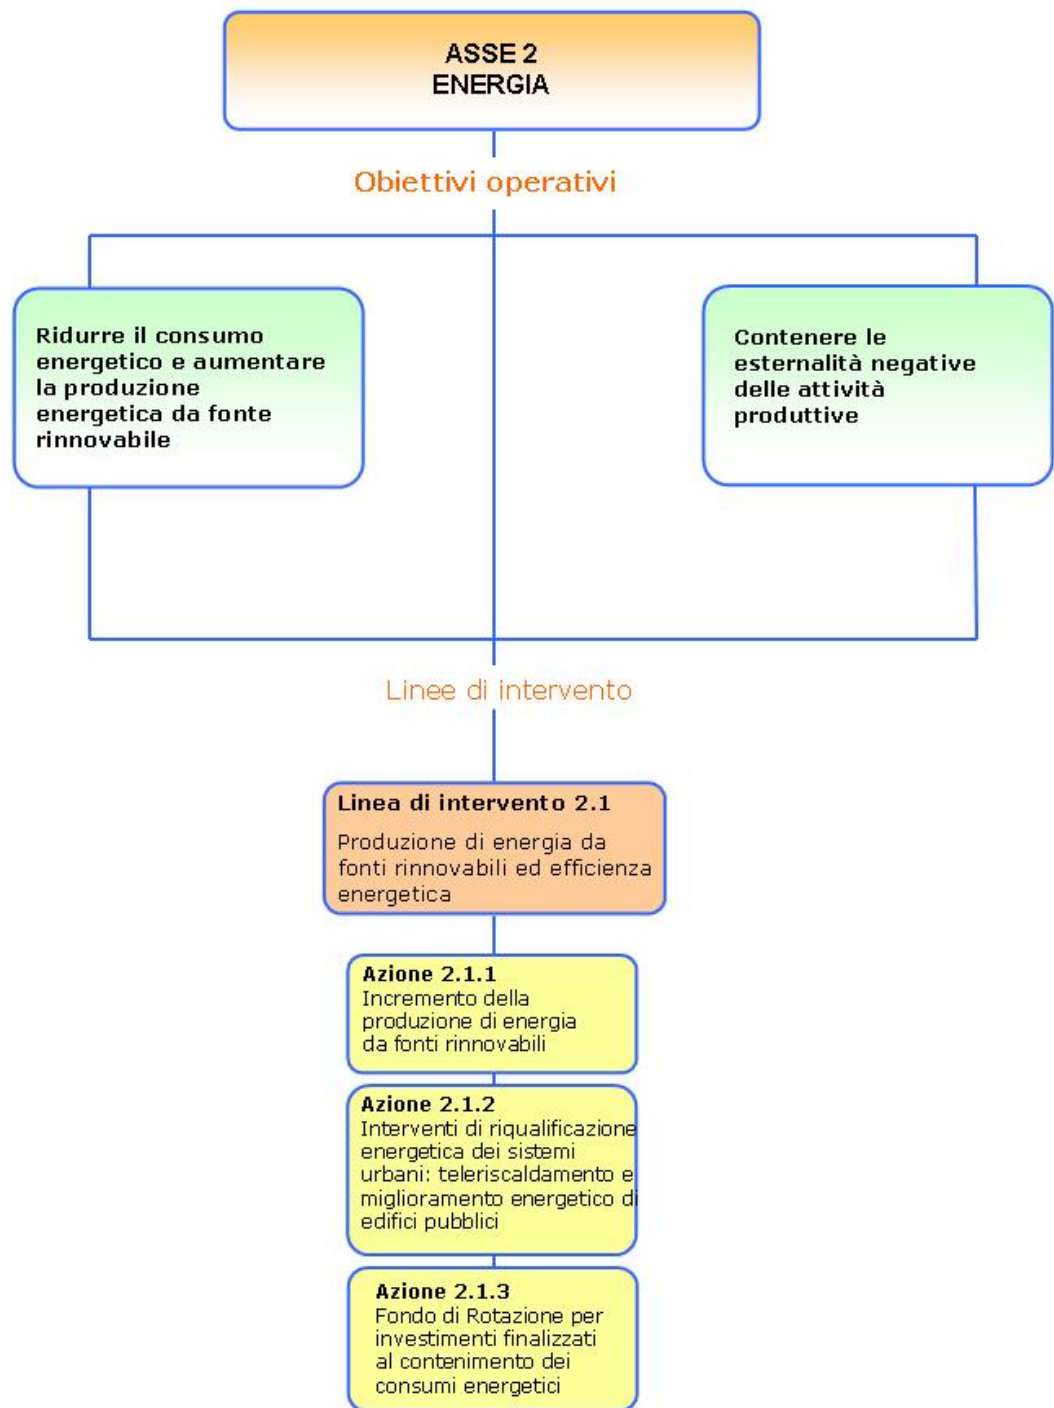 ASSE 2
ENERGIA
Obiettivi operativi
Ridurre il consumo
energetico e aumentare
la produzione
energetica da fonte
rinnovabile
Contenere le
esternalità negative
delle attività
produttive
Linee di intervento
Linea di intervento 2.1
Produzione di energia da
fonti rinnovabili ed efficienza
energetica
Azione 2.1.1
Incremento della
produzione di energia
da fonti rinnovabili
Azione 2.1.2
Interventi di riqualificazione
energetica dei sistemi
urbani: teleriscaldamento e
miglioramento energetico di
edifici pubblici
Azione 2.1.3
Fondo di Rotazione per
investimenti finalizzati
al contenimento dei
consumi energetici